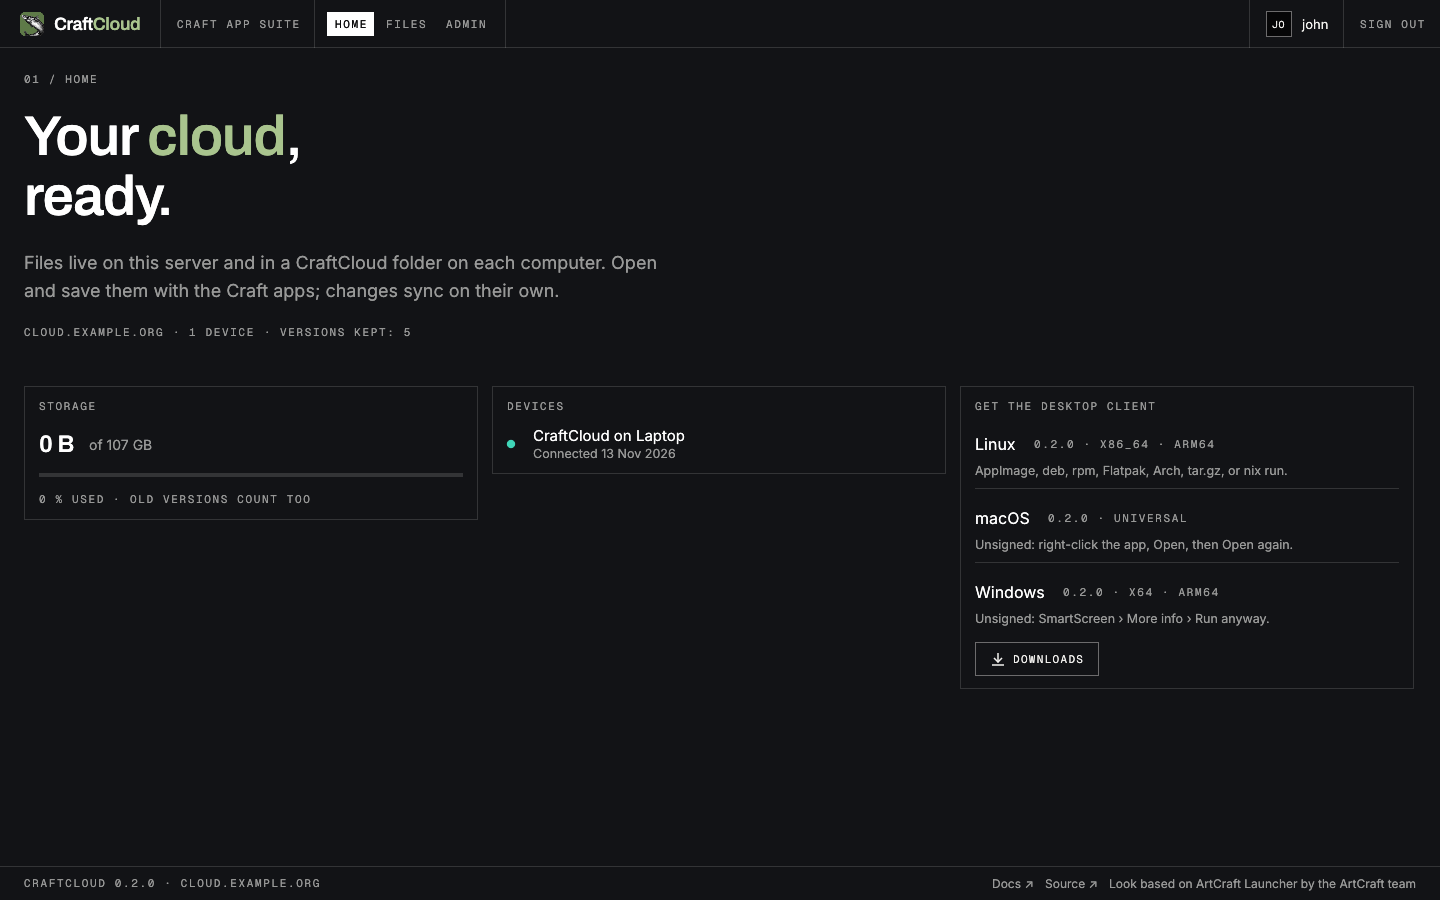 CraftCloud
CRAFT APP SUITE
HOME
FILES
ADMIN
JO
john
SIGN OUT
01 / HOME
Your cloud,
ready.
Files live on this server and in a CraftCloud folder on each computer. Open
and save them with the Craft apps; changes sync on their own.
CLOUD.EXAMPLE.ORG · 1 DEVICE · VERSIONS KEPT: 5
STORAGE
0 B of 107 GB
0 % USED · OLD VERSIONS COUNT TOO
DEVICES
CraftCloud on Laptop
Connected 13 Nov 2026
GET THE DESKTOP CLIENT
Linux 0.2.0 · X86_64 · ARM64
AppImage, deb, rpm, Flatpak, Arch, tar.gz, or nix run.
macOS 0.2.0 · UNIVERSAL
Unsigned: right-click the app, Open, then Open again.
Windows 0.2.0 · X64 · ARM64
Unsigned: SmartScreen › More info › Run anyway.
DOWNLOADS
CRAFTCLOUD 0.2.0 · CLOUD.EXAMPLE.ORG
Docs ↗ Source ↗ Look based on ArtCraft Launcher by the ArtCraft team